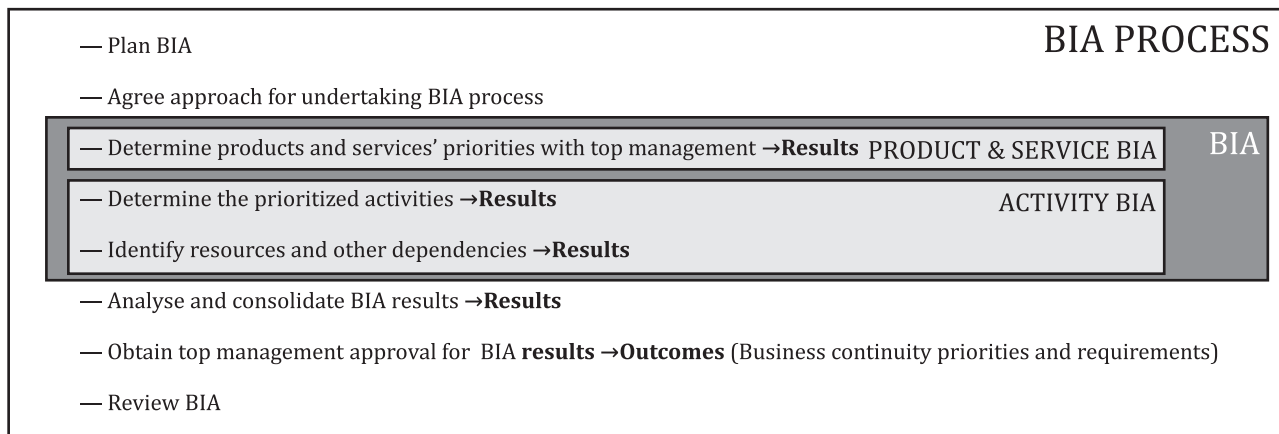 BIA PROCESS
— Plan BIA
— Agree approach for undertaking BIA process
BIA
— Determine products and services’ priorities with top management →Results PRODUCT & SERVICE BIA
— Determine the prioritized activities →Results
ACTIVITY BIA
— Identify resources and other dependencies →Results
— Analyse and consolidate BIA results →Results
— Obtain top management approval for BIA results →Outcomes (Business continuity priorities and requirements)
— Review BIA